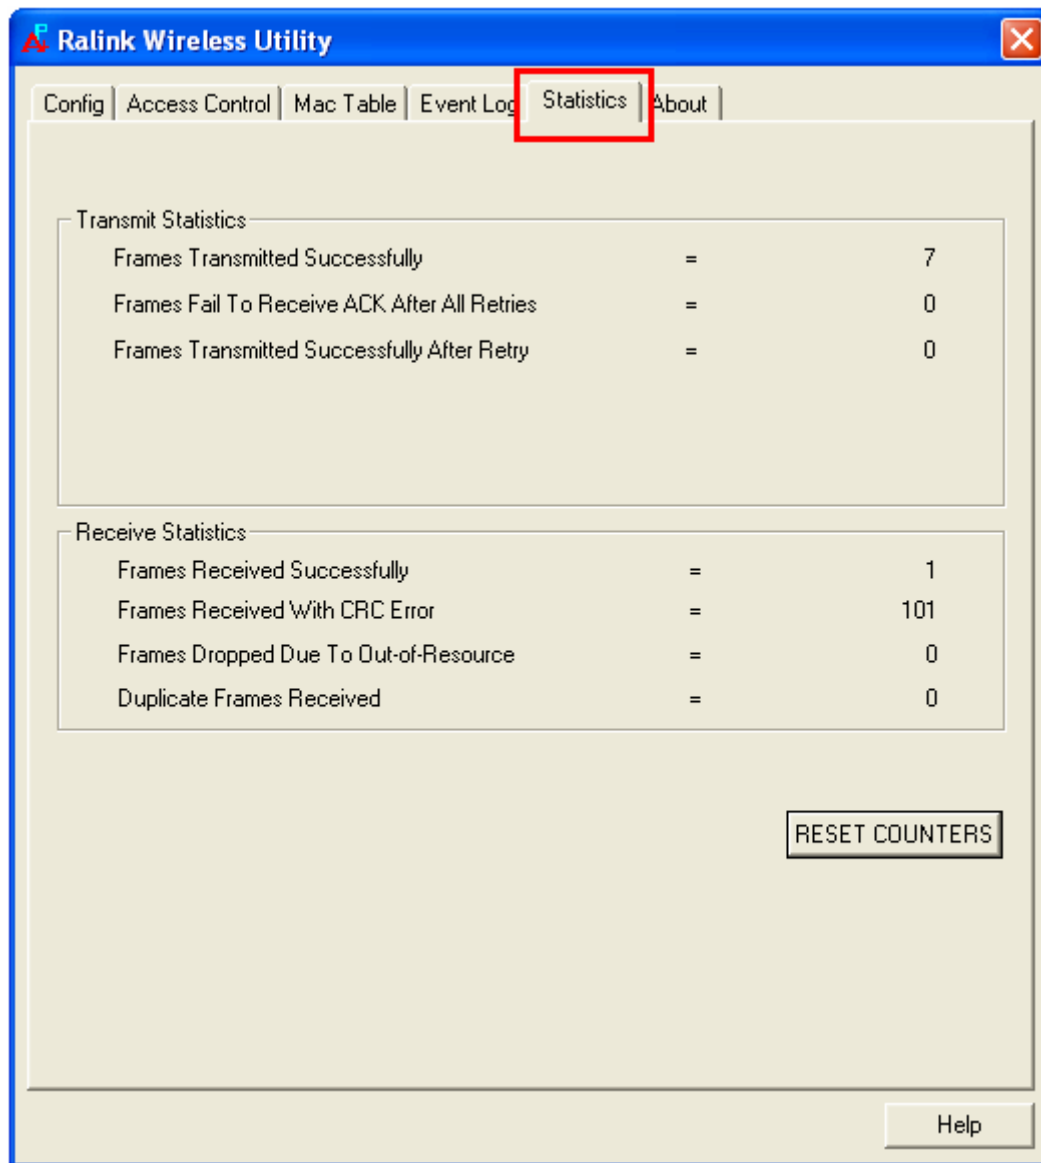 Ralink Wireless Utility
Config Access Control Mac Table Event Log Statistics About
Transmit Statistics
Frames Transmitted Successfully = 7
Frames Fail To Receive ACK After All Retries = 0
Frames Transmitted Successfully After Retry = 0
Receive Statistics
Frames Received Successfully = 1
Frames Received With CRC Error = 101
Frames Dropped Due To Out-of-Resource = 0
Duplicate Frames Received = 0
RESET COUNTERS
Help